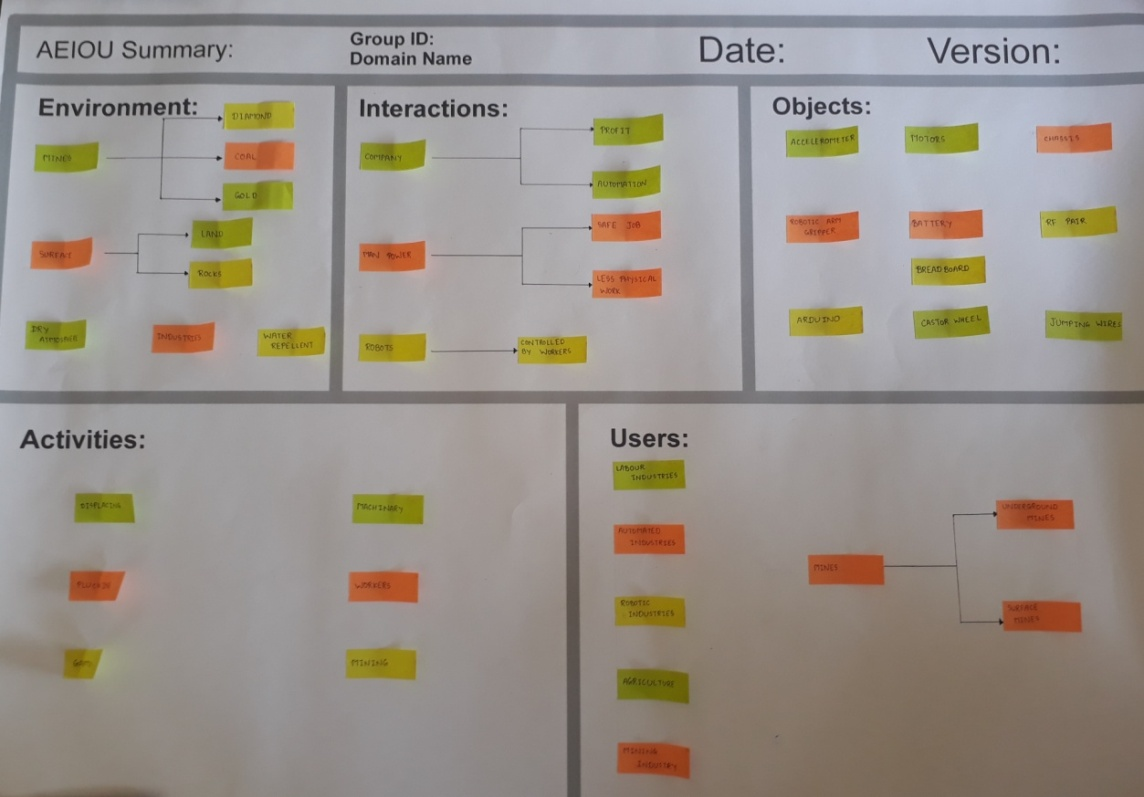 AEIOU Summary:
Group ID:
Domain Name
Date:
Version:
Environment:
DIAMOND
MINES
COAL
GOLD
LAND
ROCKS
DRY
INDUSTRIES
WATER
REPELLENT
Interactions:
PROFIT
COMPANY
AUTOMATION
SAFE JOB
MAN POWER
LESS PHYSICAL
WORK
ROBOTS
CONTROLLED
BY WORKERS
Objects:
ACCELEROMETER
MOTORS
CHASSIS
ROBOTIC ARM
GRIPPER
BATTERY
RF PAIR
BREADBOARD
ARDUINO
CASTOR WHEEL
JUMPING WIRES
Activities:
DISPLACING
MACHINARY
WORKERS
MINING
Users:
LABOUR
INDUSTRIES
AUTOMATED
INDUSTRIES
ROBOTIC
INDUSTRIES
AGRICULTURE
MINING
INDUSTRY
MINES
UNDERGROUND
MINES
SURFACE
MINES